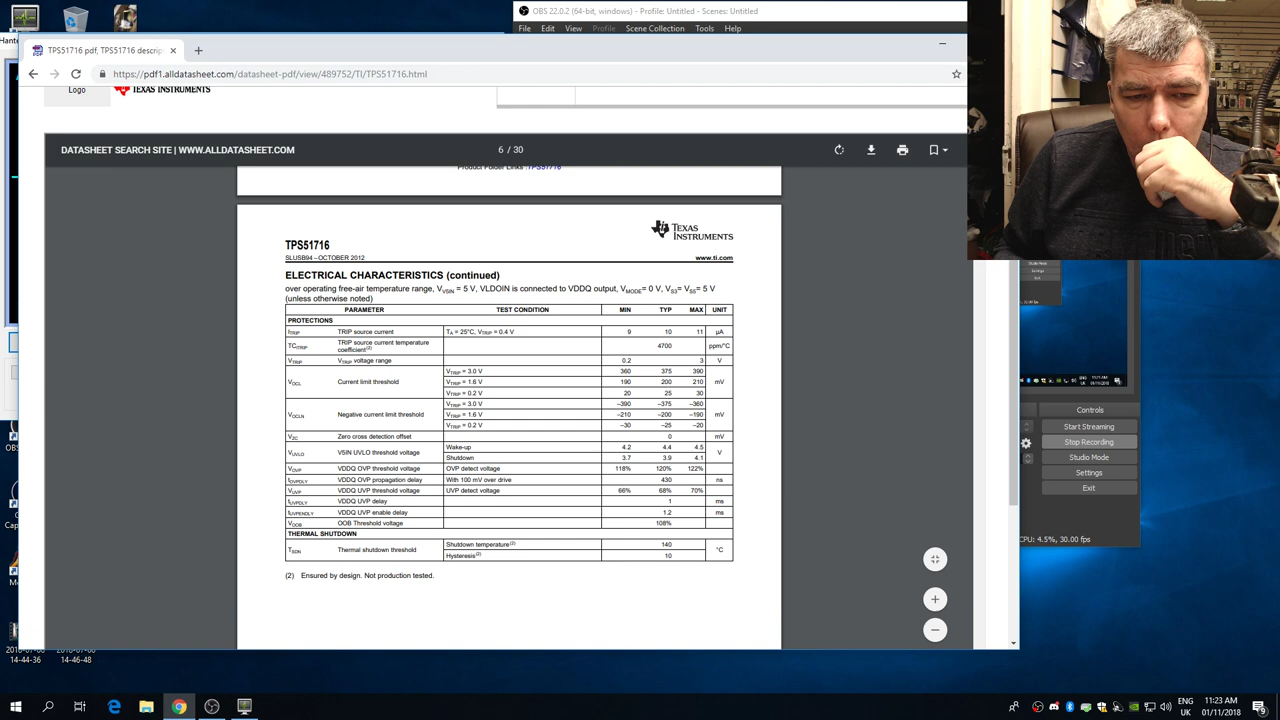 OBS 22.0.2 (64-bit, windows) - Profile: Untitled - Scenes: Untitled
File Edit View Profile Scene Collection Tools Help
TPS51716 pdf, TPS51716 descrip
https://pdf1.alldatasheet.com/datasheet-pdf/view/489752/TI/TPS51716.html
Logo
TEXAS INSTRUMENTS
DATASHEET SEARCH SITE | WWW.ALLDATASHEET.COM
6 / 30
Product Folder Links :TPS51716
TEXAS
INSTRUMENTS
TPS51716
SLUSB94 –OCTOBER 2012
www.ti.com
ELECTRICAL CHARACTERISTICS (continued)
over operating free-air temperature range, VV5IN = 5 V, VLDOIN is connected to VDDQ output, VMODE= 0 V, VS3= VS5= 5 V
(unless otherwise noted)
PARAMETER TEST CONDITION MIN TYP MAX UNIT
PROTECTIONS
ITRIP TRIP source current TA = 25°C, VTRIP = 0.4 V 9 10 11 µA
TCITRIP TRIP source current temperature coefficient(2) 4700 ppm/°C
VTRIP VTRIP voltage range 0.2 3 V
VOCL Current limit threshold VTRIP = 3.0 V 360 375 390 mV
VTRIP = 1.6 V 190 200 210
VTRIP = 0.2 V 20 25 30
VOCLN Negative current limit threshold VTRIP = 3.0 V –390 –375 –360 mV
VTRIP = 1.6 V –210 –200 –190
VTRIP = 0.2 V –30 –25 –20
VZC Zero cross detection offset 0 mV
VUVLO V5IN UVLO threshold voltage Wake-up 4.2 4.4 4.5 V
Shutdown 3.7 3.9 4.1
VOVP VDDQ OVP threshold voltage OVP detect voltage 118% 120% 122%
tOVPDLY VDDQ OVP propagation delay With 100 mV over drive 430 ns
VUVP VDDQ UVP threshold voltage UVP detect voltage 66% 68% 70%
tUVPDLY VDDQ UVP delay 1 ms
tUVPENDLY VDDQ UVP enable delay 1.2 ms
VOOB OOB Threshold voltage 108%
THERMAL SHUTDOWN
TSDN Thermal shutdown threshold Shutdown temperature(2) 140 °C
Hysteresis(2) 10
(2) Ensured by design. Not production tested.
Controls
Start Streaming
Stop Recording
Studio Mode
Settings
Exit
CPU: 4.5%, 30.00 fps
14-44-36
14-46-48
ENG
UK
11:23 AM
01/11/2018